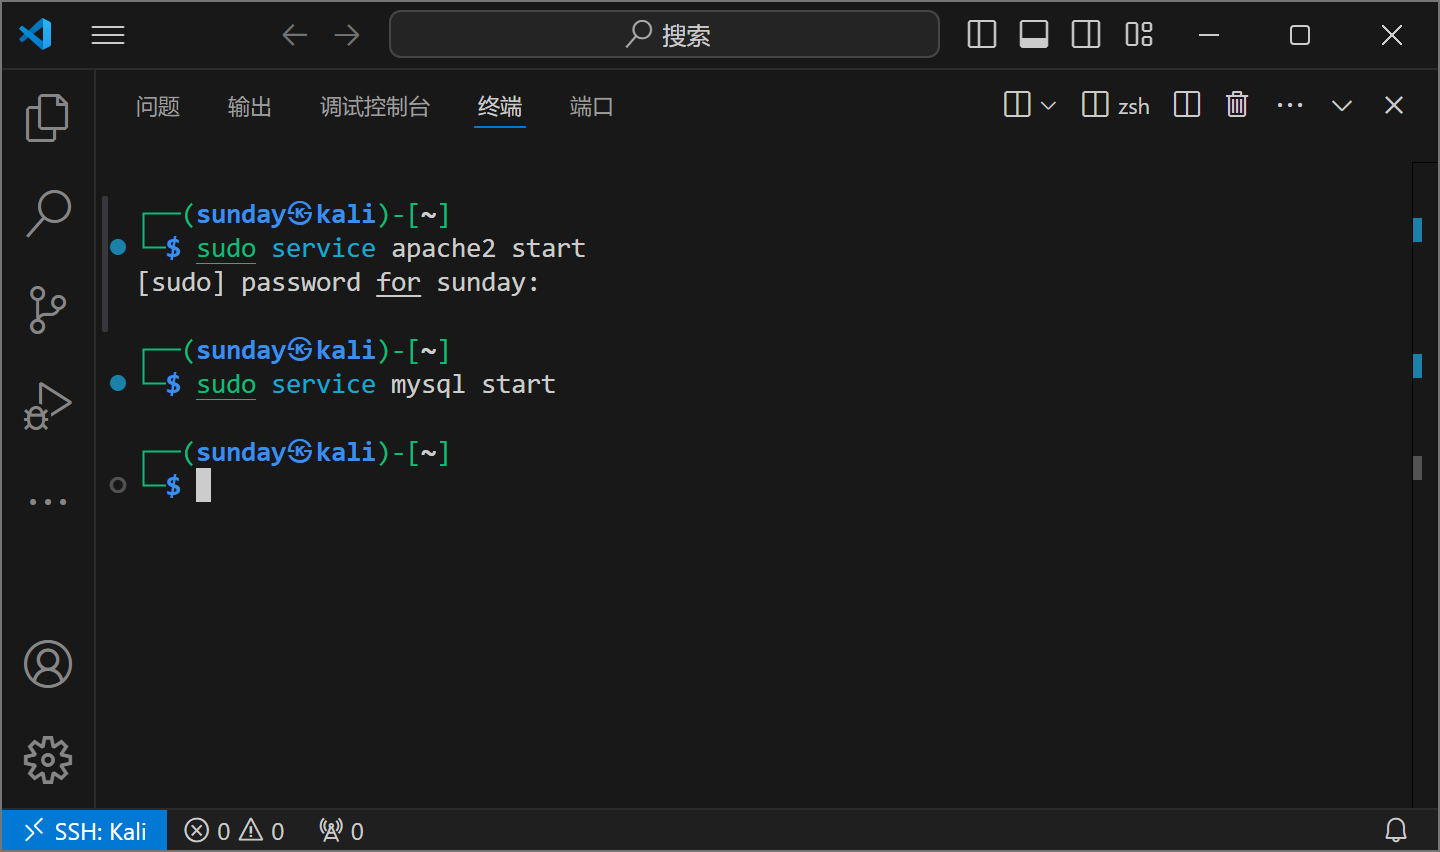 搜索
问题 输出 调试控制台 终端 端口 zsh
┌──(sunday㉿kali)-[~]
└─$ sudo service apache2 start
[sudo] password for sunday:
┌──(sunday㉿kali)-[~]
└─$ sudo service mysql start
┌──(sunday㉿kali)-[~]
└─$
SSH: Kali 0 0 0